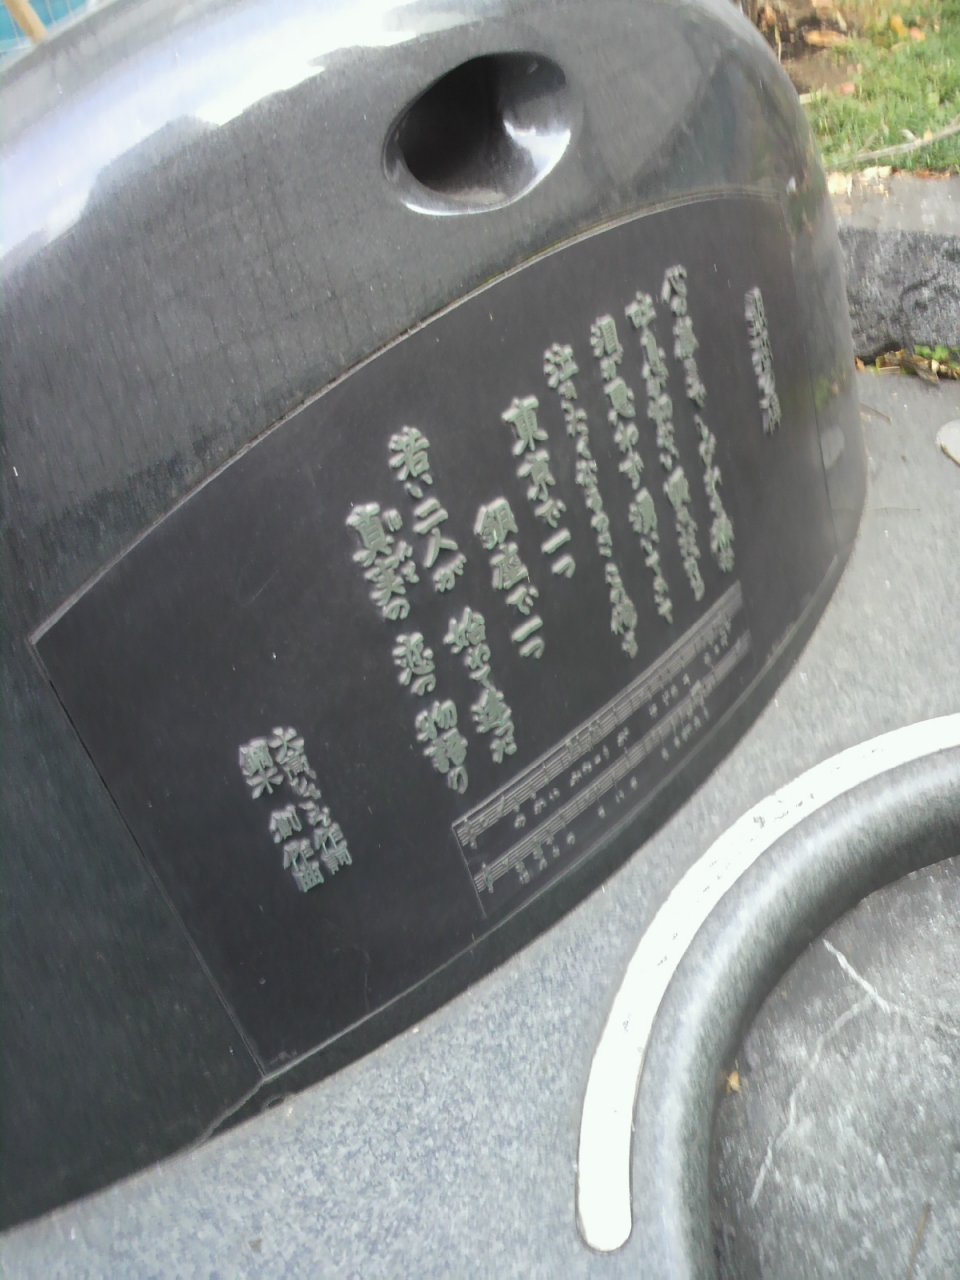 心の底まで しびれる様な
吐息が切ない 囁きだから
泪が思わず 湧いてきて
泣きたくなるのさ この俺も
東京で一つ
銀座で一つ
若い二人が 始めて逢った
真実の 恋の 物語り
大高ひさを 作詞
鏑木 創 作曲